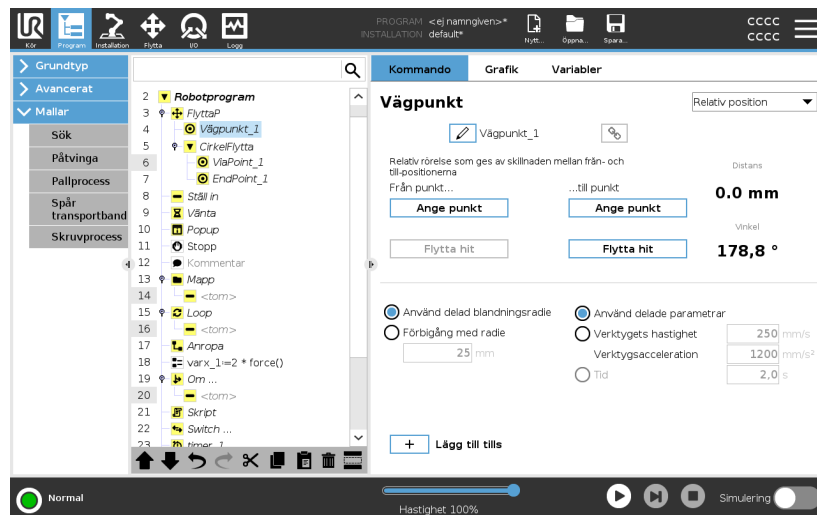 PROGRAM <ej namngiven>*
INSTALLATION default*
Kör
Program
Installation
Flytta
I/O
Logg
Nytt...
Öppna...
Spara...
CCCC
CCCC
Grundtyp
Avancerat
Mallar
Sök
Påtvinga
Pallprocess
Spår
transportband
Skruvprocess
2 Robotprogram
3 FlyttaP
4 Vägpunkt_1
5 CirkelFlytta
6 ViaPoint_1
7 EndPoint_1
8 Ställ in
9 Vänta
10 Popup
11 Stopp
12 Kommentar
13 Mapp
14 <tom>
15 Loop
16 <tom>
17 Anropa
18 varx_1≔2 * force()
19 Om ...
20 <tom>
21 Skript
22 Switch ...
23 timer_1
Kommando
Grafik
Variabler
Vägpunkt
Relativ position
Vägpunkt_1
Relativ rörelse som ges av skillnaden mellan från- och
till-positionerna
Från punkt...
...till punkt
Ange punkt
Ange punkt
Flytta hit
Flytta hit
Distans
0.0 mm
Vinkel
178,8 °
Använd delad blandningsradie
Förbigång med radie
25 mm
Använd delade parametrar
Verktygets hastighet 250 mm/s
Verktygsacceleration 1200 mm/s²
Tid 2,0 s
+ Lägg till tills
Normal
Hastighet 100%
Simulering